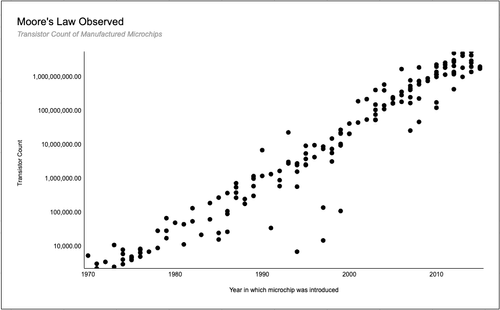 Moore's Law Observed
Transistor Count of Manufactured Microchips
Transistor Count
1,000,000,000.00
100,000,000.00
10,000,000.00
1,000,000.00
100,000.00
10,000.00
1970
1980
1990
2000
2010
Year in which microchip was introduced